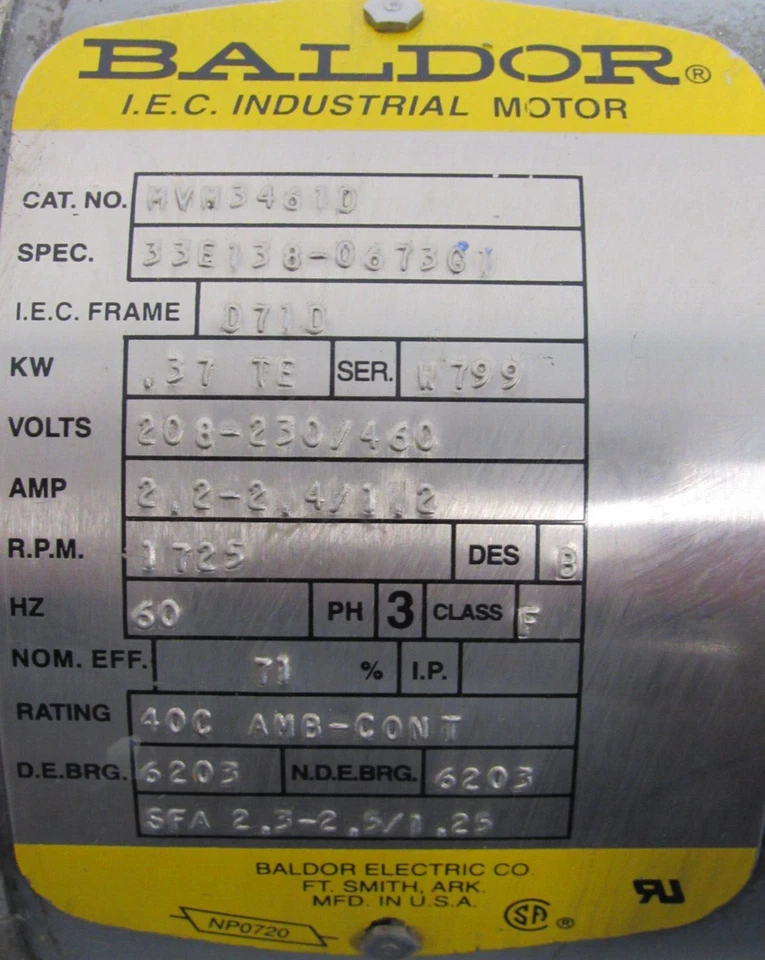 BALDOR®
I.E.C. INDUSTRIAL MOTOR
CAT. NO. MVM3461D
SPEC. 33E138-0673G1
I.E.C. FRAME D71D
KW .37 TE SER. W799
VOLTS 208-230/460
AMP 2.2-2.4/1.2
R.P.M. 1725 DES B
HZ 60 PH 3 CLASS F
NOM. EFF. 71 % I.P.
RATING 40C AMB-CONT
D.E.BRG. 6203 N.D.E.BRG. 6203
SFA 2.3-2.5/1.25
BALDOR ELECTRIC CO
FT. SMITH, ARK.
MFD. IN U.S.A.
NP0720 SA ® RU